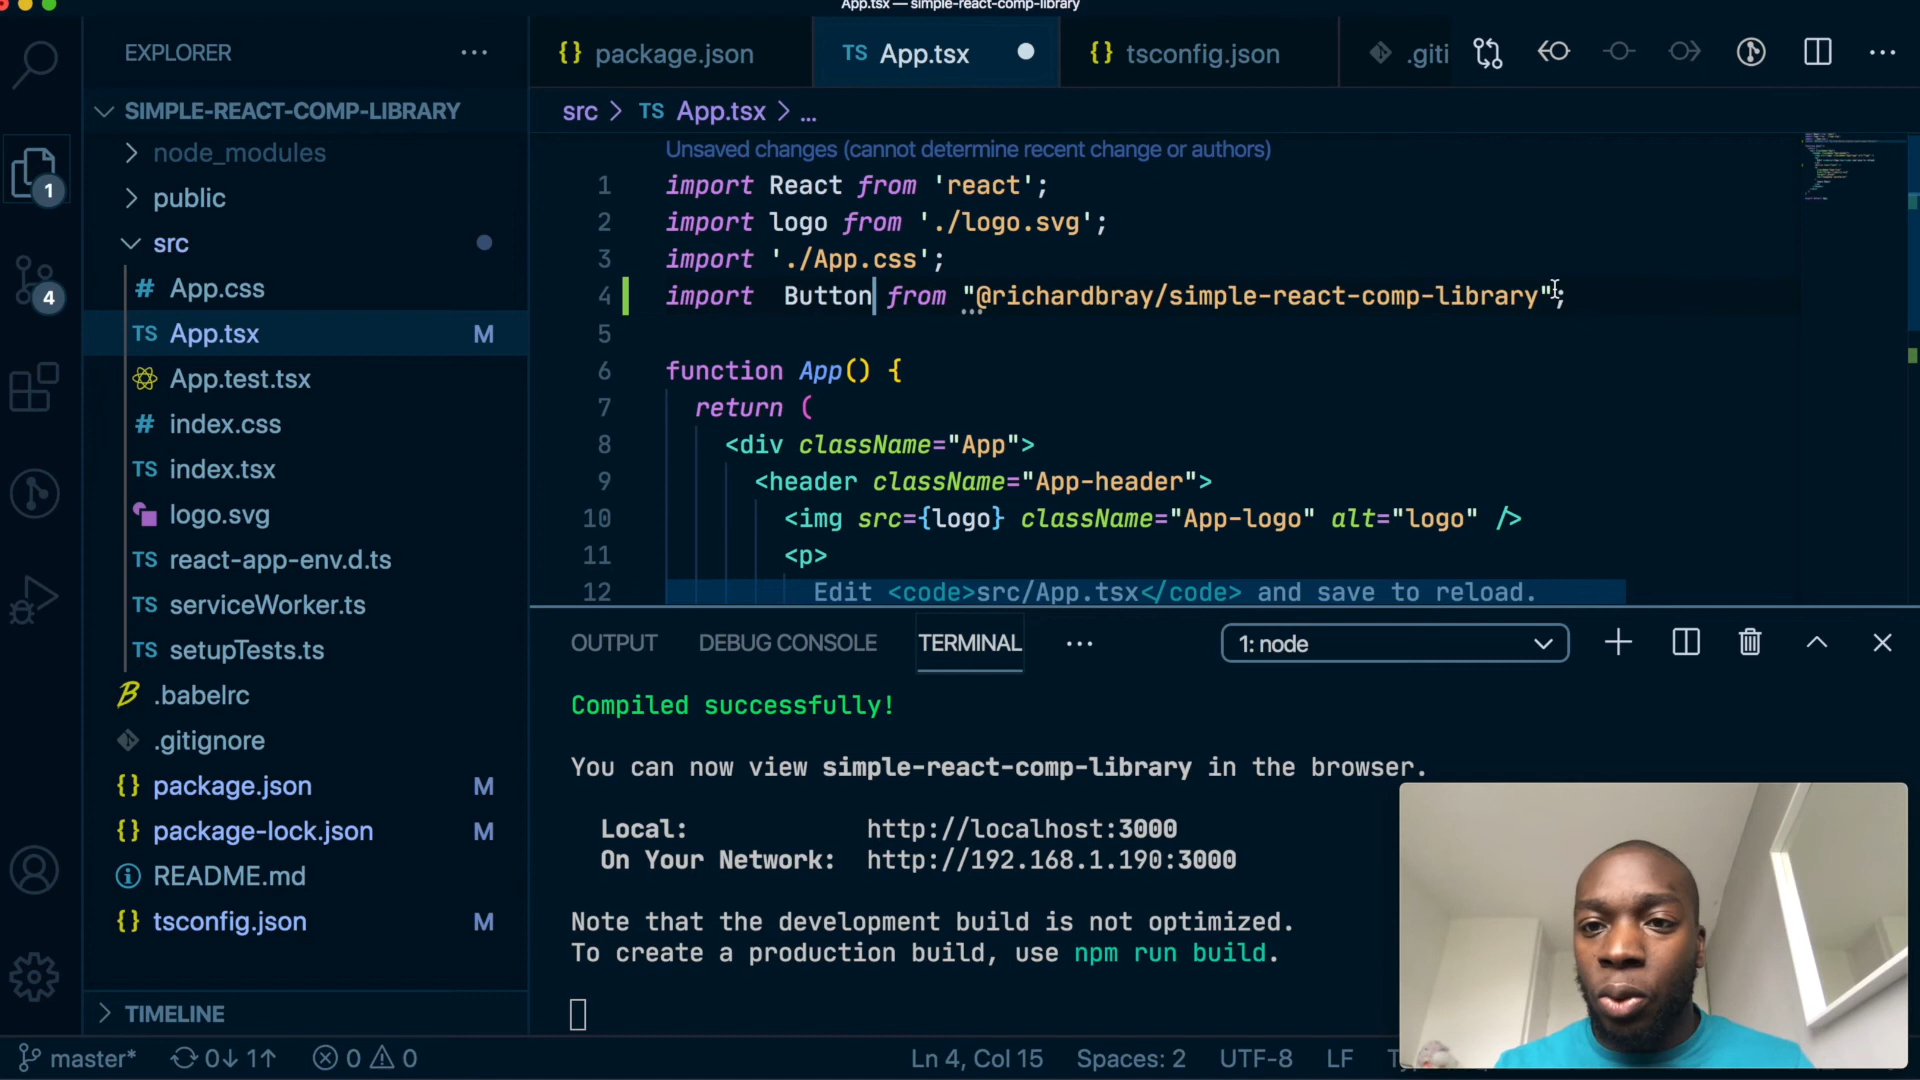 App.tsx — simple-react-comp-library
EXPLORER
SIMPLE-REACT-COMP-LIBRARY
node_modules
public
src
# App.css
TS App.tsx M
App.test.tsx
# index.css
TS index.tsx
logo.svg
TS react-app-env.d.ts
TS serviceWorker.ts
TS setupTests.ts
.babelrc
.gitignore
{} package.json M
{} package-lock.json M
README.md
{} tsconfig.json M
TIMELINE
1
4
{} package.json
TS App.tsx
{} tsconfig.json
.giti
src > TS App.tsx > ...
Unsaved changes (cannot determine recent change or authors)
1 import React from 'react';
2 import logo from './logo.svg';
3 import './App.css';
4 import  Button from "@richardbray/simple-react-comp-library";
5
6 function App() {
7 return (
8 <div className="App">
9 <header className="App-header">
10 <img src={logo} className="App-logo" alt="logo" />
11 <p>
12 Edit <code>src/App.tsx</code> and save to reload.
OUTPUT DEBUG CONSOLE TERMINAL ··· 1: node
Compiled successfully!
You can now view simple-react-comp-library in the browser.
Local: http://localhost:3000
On Your Network: http://192.168.1.190:3000
Note that the development build is not optimized.
To create a production build, use npm run build.
master* 0↓ 1↑ 0 0 Ln 4, Col 15 Spaces: 2 UTF-8 LF